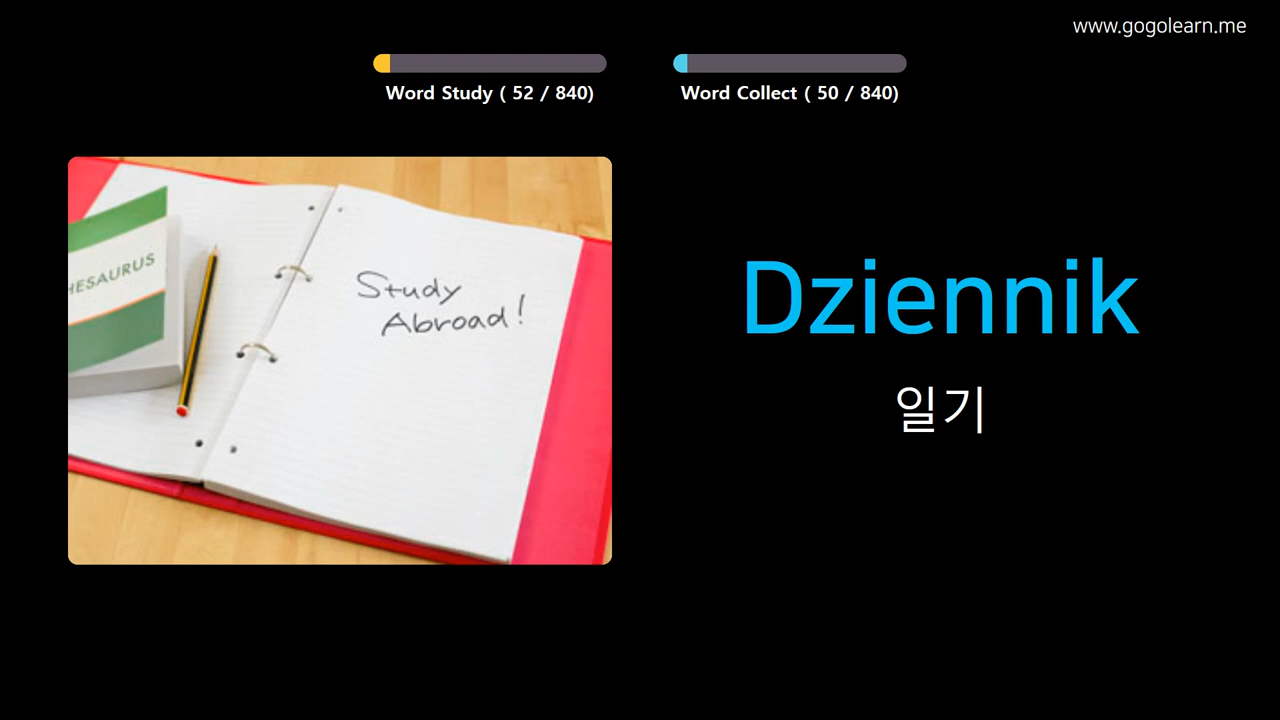 www.gogolearn.me
Word Study ( 52 / 840)
Word Collect ( 50 / 840)
HESAURUS
Study
Abroad!
Dziennik
일기